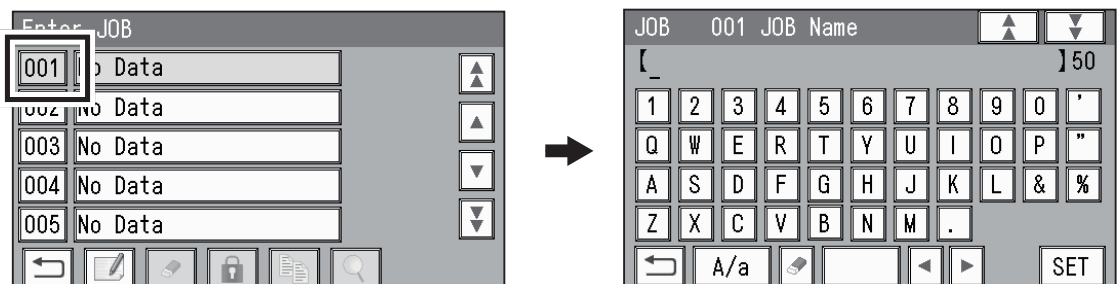 Enter JOB
001 No Data
002 No Data
003 No Data
004 No Data
005 No Data
JOB 001 JOB Name
[_ ]50
1 2 3 4 5 6 7 8 9 0 '
Q W E R T Y U I O P "
A S D F G H J K L & %
Z X C V B N M .
A/a SET